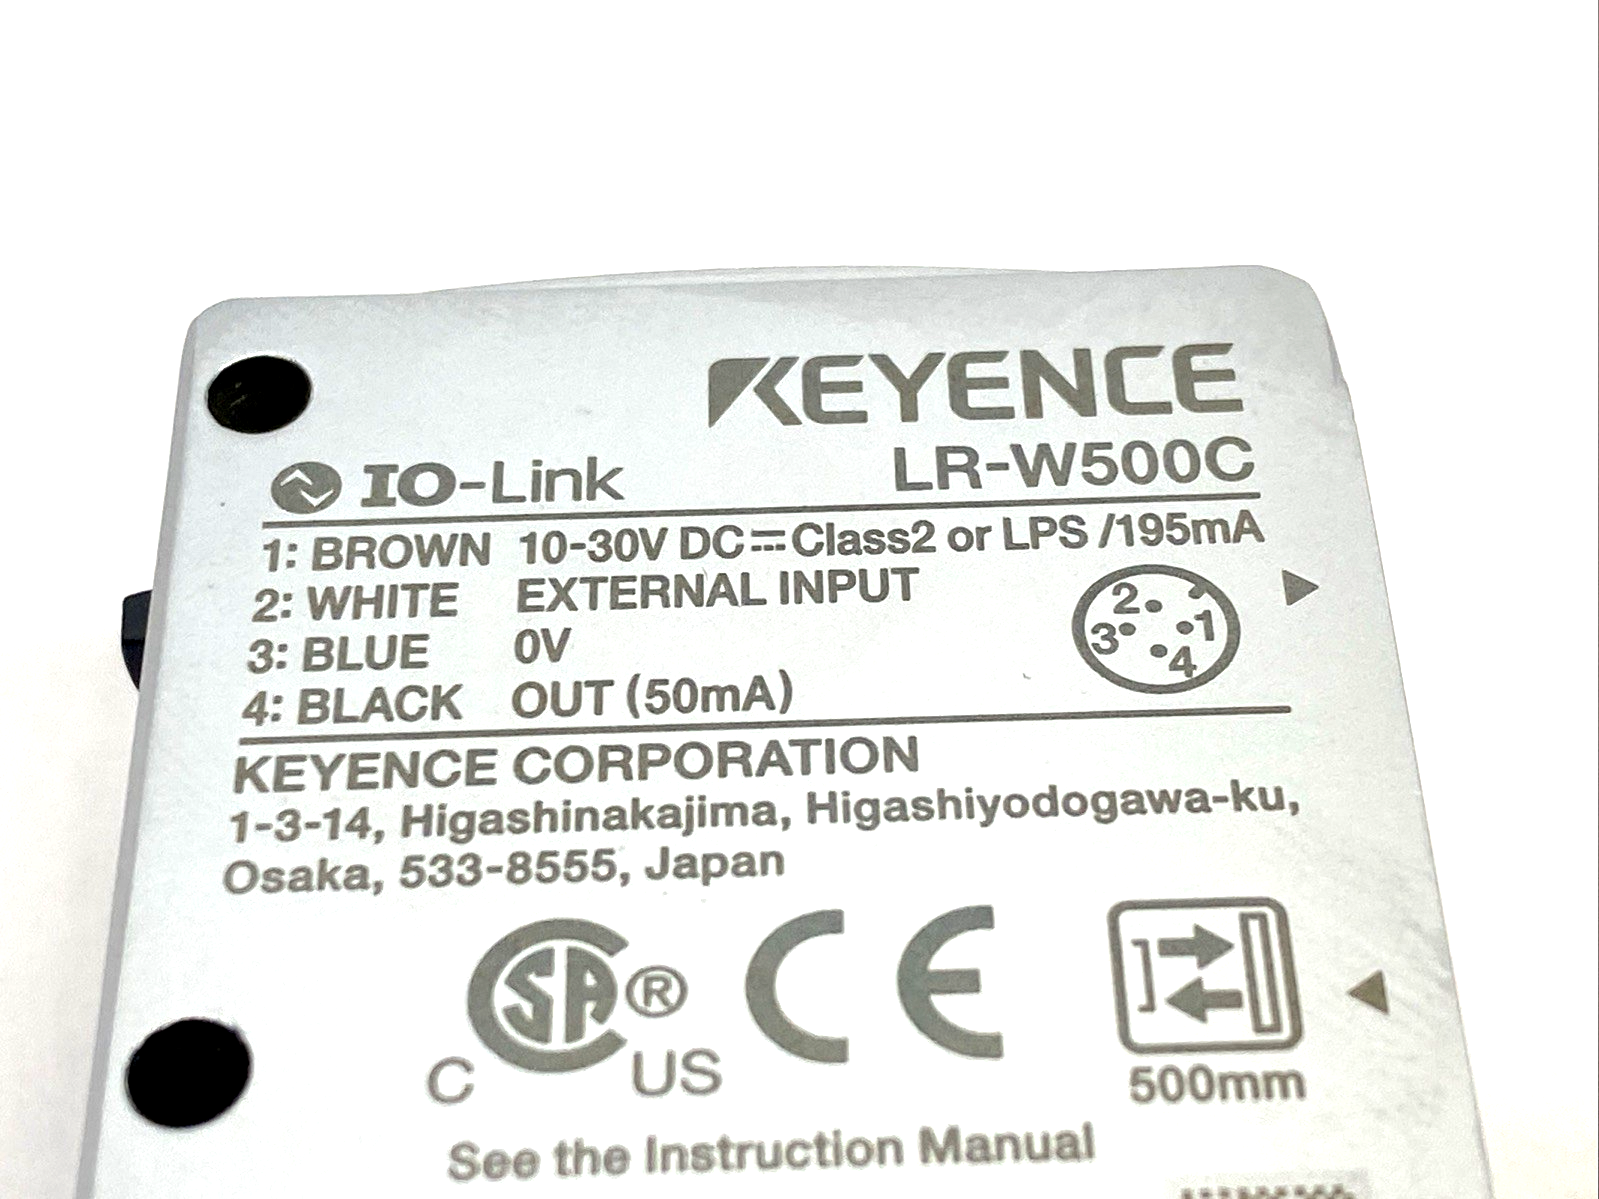 KEYENCE
IO-Link LR-W500C
1: BROWN 10-30V DC⎓Class2 or LPS /195mA
2: WHITE EXTERNAL INPUT
3: BLUE 0V
4: BLACK OUT (50mA)
2 1
3 4
KEYENCE CORPORATION
1-3-14, Higashinakajima, Higashiyodogawa-ku,
Osaka, 533-8555, Japan
SA® CE
C US
500mm
See the Instruction Manual